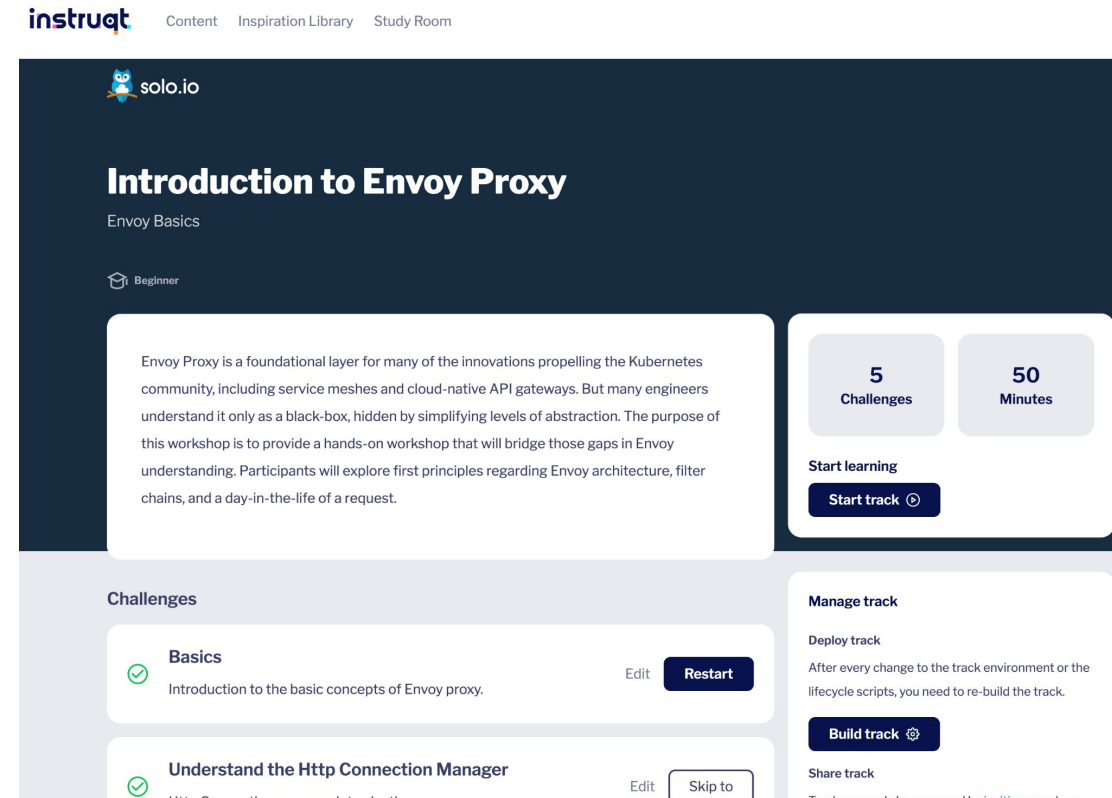 instruqt
Content Inspiration Library Study Room
solo.io
Introduction to Envoy Proxy
Envoy Basics
Beginner
Envoy Proxy is a foundational layer for many of the innovations propelling the Kubernetes
community, including service meshes and cloud-native API gateways. But many engineers
understand it only as a black-box, hidden by simplifying levels of abstraction. The purpose of
this workshop is to provide a hands-on workshop that will bridge those gaps in Envoy
understanding. Participants will explore first principles regarding Envoy architecture, filter
chains, and a day-in-the-life of a request.
5
Challenges
50
Minutes
Start learning
Start track
Challenges
Basics
Introduction to the basic concepts of Envoy proxy.
Edit Restart
Understand the Http Connection Manager
Edit Skip to
Manage track
Deploy track
After every change to the track environment or the
lifecycle scripts, you need to re-build the track.
Build track
Share track